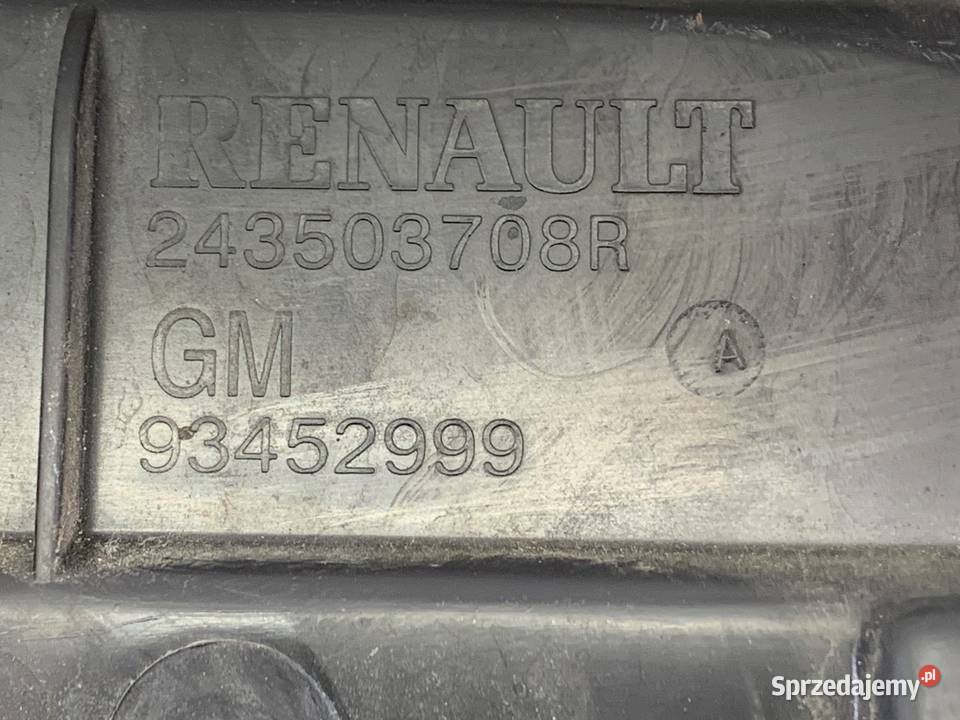 RENAULT
243503708R
GM
A
93452999
Sprzedajemy.pl